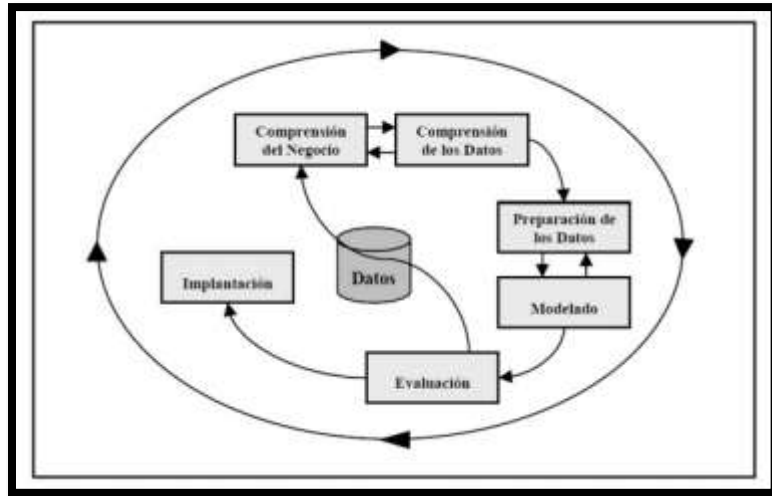 Comprensión
del Negocio
Comprensión
de los Datos
Preparación de
los Datos
Modelado
Evaluación
Implantación
Datos